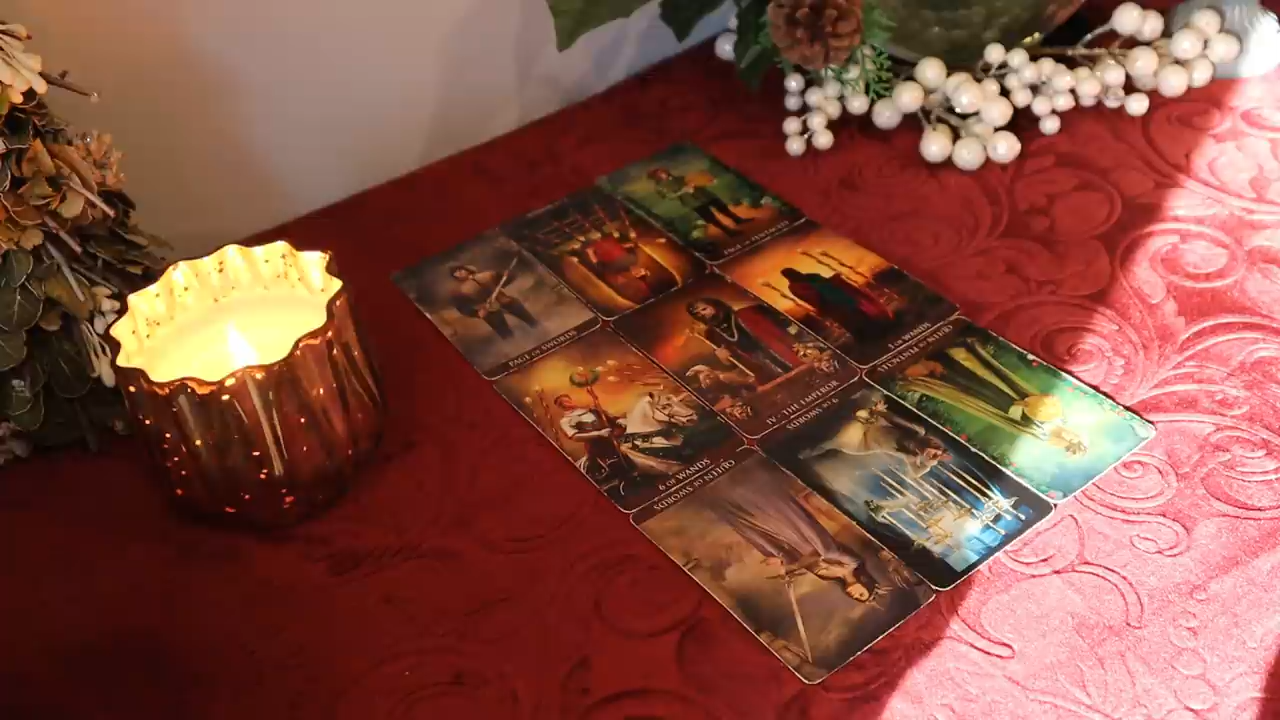 PAGE OF SWORDS
PAGE OF PENTACLES
6 OF WANDS
IV - THE EMPEROR
3 OF WANDS
QUEEN OF SWORDS
9 OF SWORDS
QUEEN OF PENTACLES